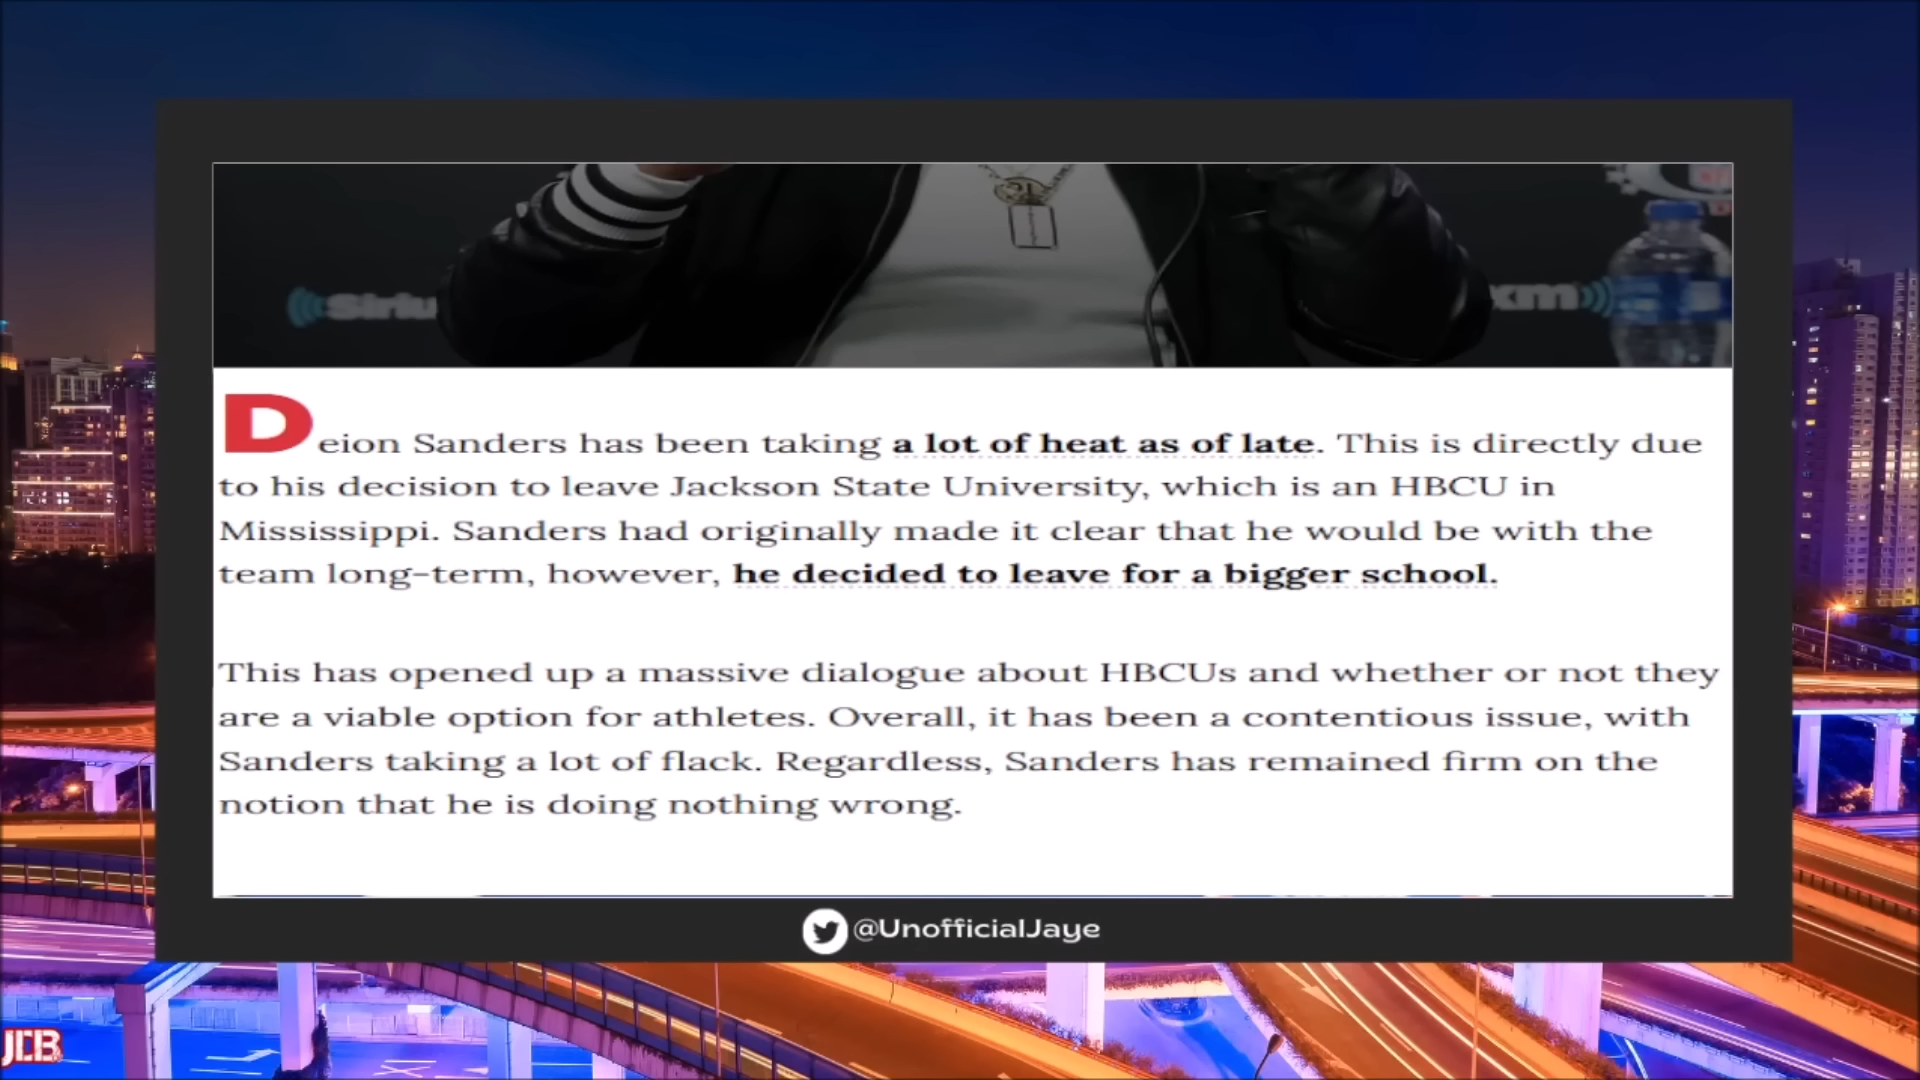 Siriu
xm
Deion Sanders has been taking a lot of heat as of late. This is directly due
to his decision to leave Jackson State University, which is an HBCU in
Mississippi. Sanders had originally made it clear that he would be with the
team long-term, however, he decided to leave for a bigger school.
This has opened up a massive dialogue about HBCUs and whether or not they
are a viable option for athletes. Overall, it has been a contentious issue, with
Sanders taking a lot of flack. Regardless, Sanders has remained firm on the
notion that he is doing nothing wrong.
@UnofficialJaye
JCB